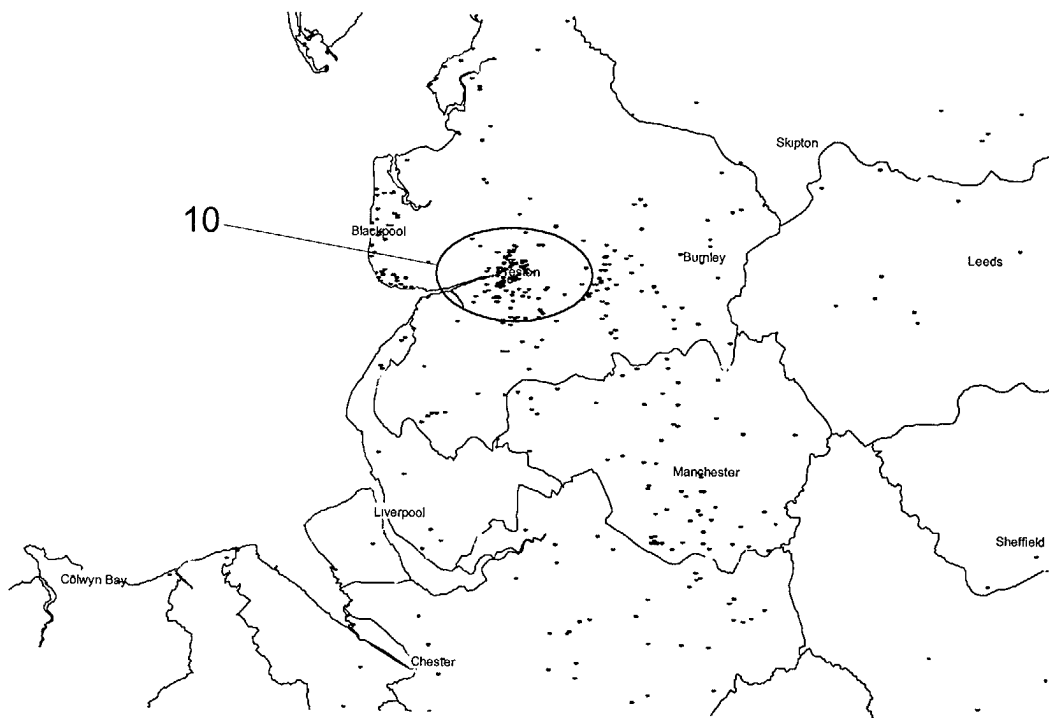 Skipton
10
Blackpool
Burnley
Leeds
Preston
Manchester
Liverpool
Sheffield
Colwyn Bay
Chester